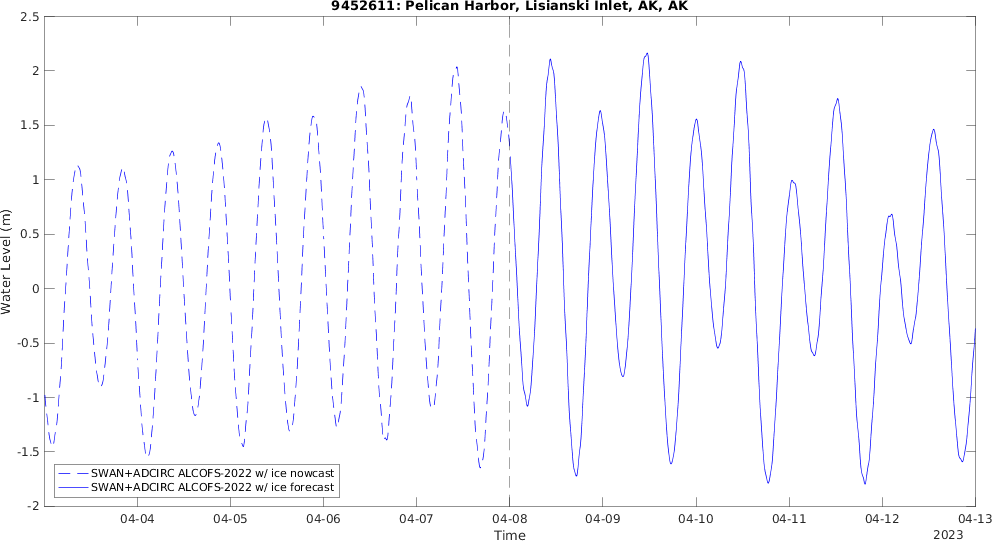 9452611: Pelican Harbor, Lisianski Inlet, AK, AK
Water Level (m)
2.5
2
1.5
1
0.5
0
-0.5
-1
-1.5
-2
SWAN+ADCIRC ALCOFS-2022 w/ ice nowcast
SWAN+ADCIRC ALCOFS-2022 w/ ice forecast
04-04 04-05 04-06 04-07 04-08 04-09 04-10 04-11 04-12 04-13
Time
2023